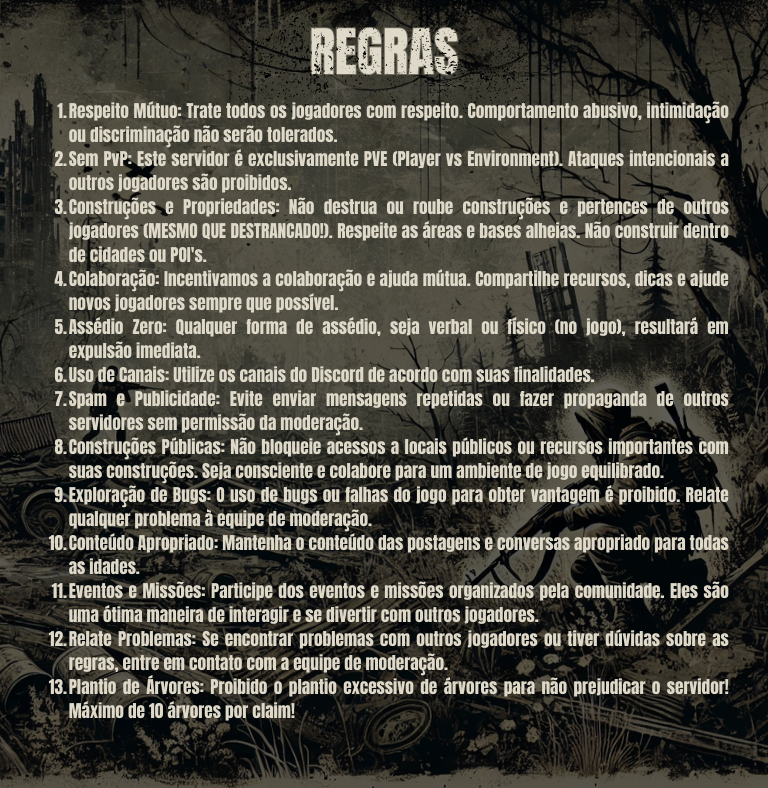 REGRAS
1. Respeito Mútuo: Trate todos os jogadores com respeito. Comportamento abusivo, intimidação
ou discriminação não serão tolerados.
2. Sem PvP: Este servidor é exclusivamente PVE (Player vs Environment). Ataques intencionais a
outros jogadores são proibidos.
3. Construções e Propriedades: Não destrua ou roube construções e pertences de outros
jogadores (MESMO QUE DESTRANCADO!). Respeite as áreas e bases alheias. Não construir dentro
de cidades ou POI's.
4. Colaboração: Incentivamos a colaboração e ajuda mútua. Compartilhe recursos, dicas e ajude
novos jogadores sempre que possível.
5. Assédio Zero: Qualquer forma de assédio, seja verbal ou físico (no jogo), resultará em
expulsão imediata.
6. Uso de Canais: Utilize os canais do Discord de acordo com suas finalidades.
7. Spam e Publicidade: Evite enviar mensagens repetidas ou fazer propaganda de outros
servidores sem permissão da moderação.
8. Construções Públicas: Não bloqueie acessos a locais públicos ou recursos importantes com
suas construções. Seja consciente e colabore para um ambiente de jogo equilibrado.
9. Exploração de Bugs: O uso de bugs ou falhas do jogo para obter vantagem é proibido. Relate
qualquer problema à equipe de moderação.
10. Conteúdo Apropriado: Mantenha o conteúdo das postagens e conversas apropriado para todas
as idades.
11. Eventos e Missões: Participe dos eventos e missões organizados pela comunidade. Eles são
uma ótima maneira de interagir e se divertir com outros jogadores.
12. Relate Problemas: Se encontrar problemas com outros jogadores ou tiver dúvidas sobre as
regras, entre em contato com a equipe de moderação.
13. Plantio de Árvores: Proibido o plantio excessivo de árvores para não prejudicar o servidor!
Máximo de 10 árvores por claim!